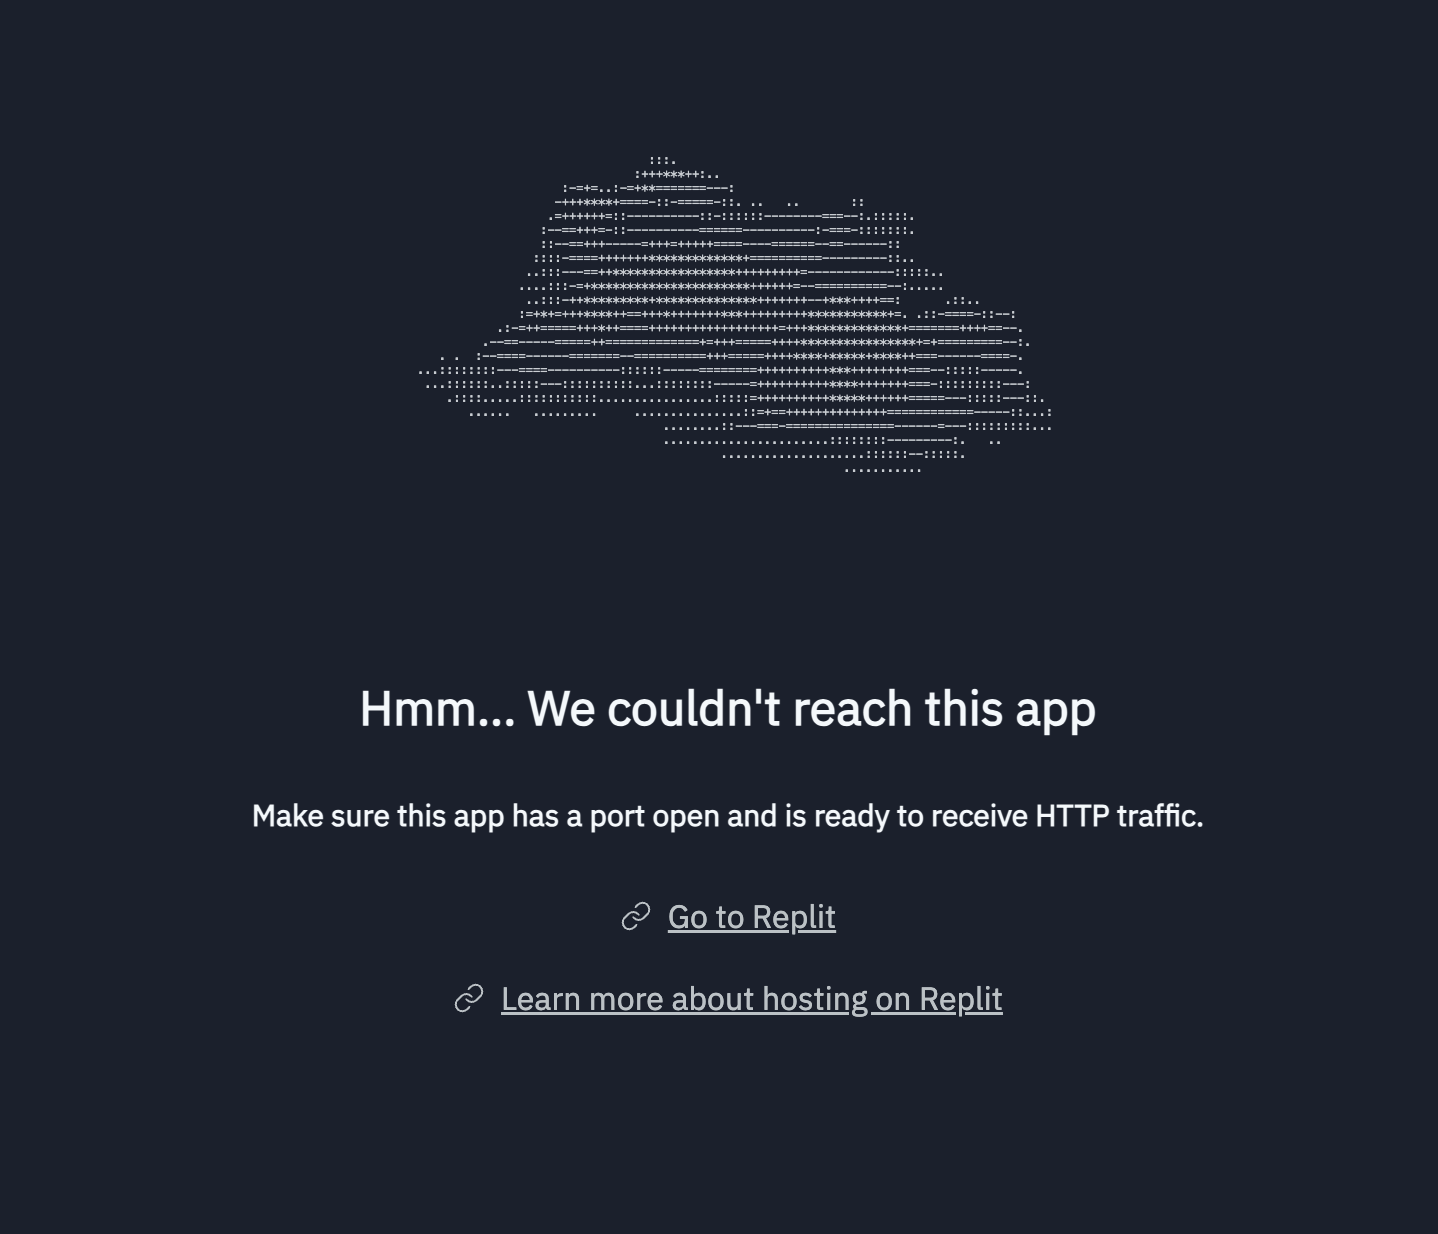 Hmm... We couldn't reach this app
Make sure this app has a port open and is ready to receive HTTP traffic.
Go to Replit
Learn more about hosting on Replit